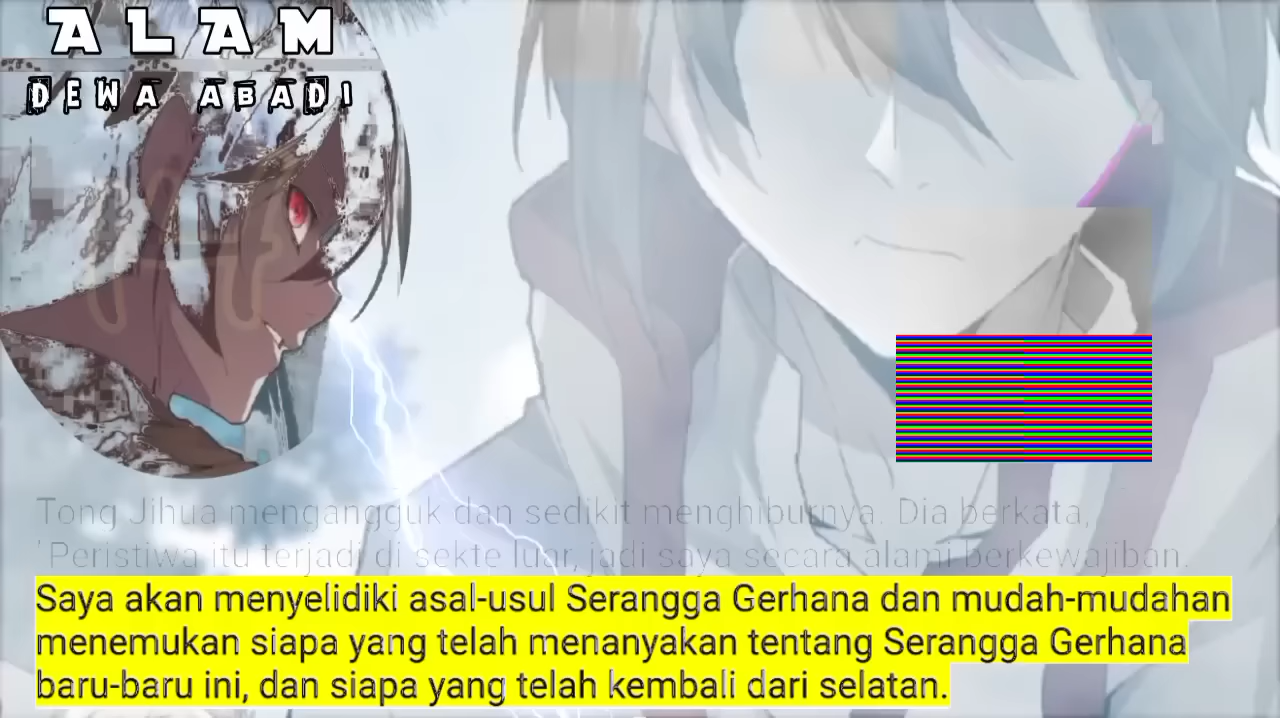 ALAM
DEWA ABADI
Tong Jihua mengangguk dan sedikit menghiburnya. Dia berkata,
'Peristiwa itu terjadi di sekte luar, jadi saya secara alami berkewajiban.
Saya akan menyelidiki asal-usul Serangga Gerhana dan mudah-mudahan
menemukan siapa yang telah menanyakan tentang Serangga Gerhana
baru-baru ini, dan siapa yang telah kembali dari selatan.